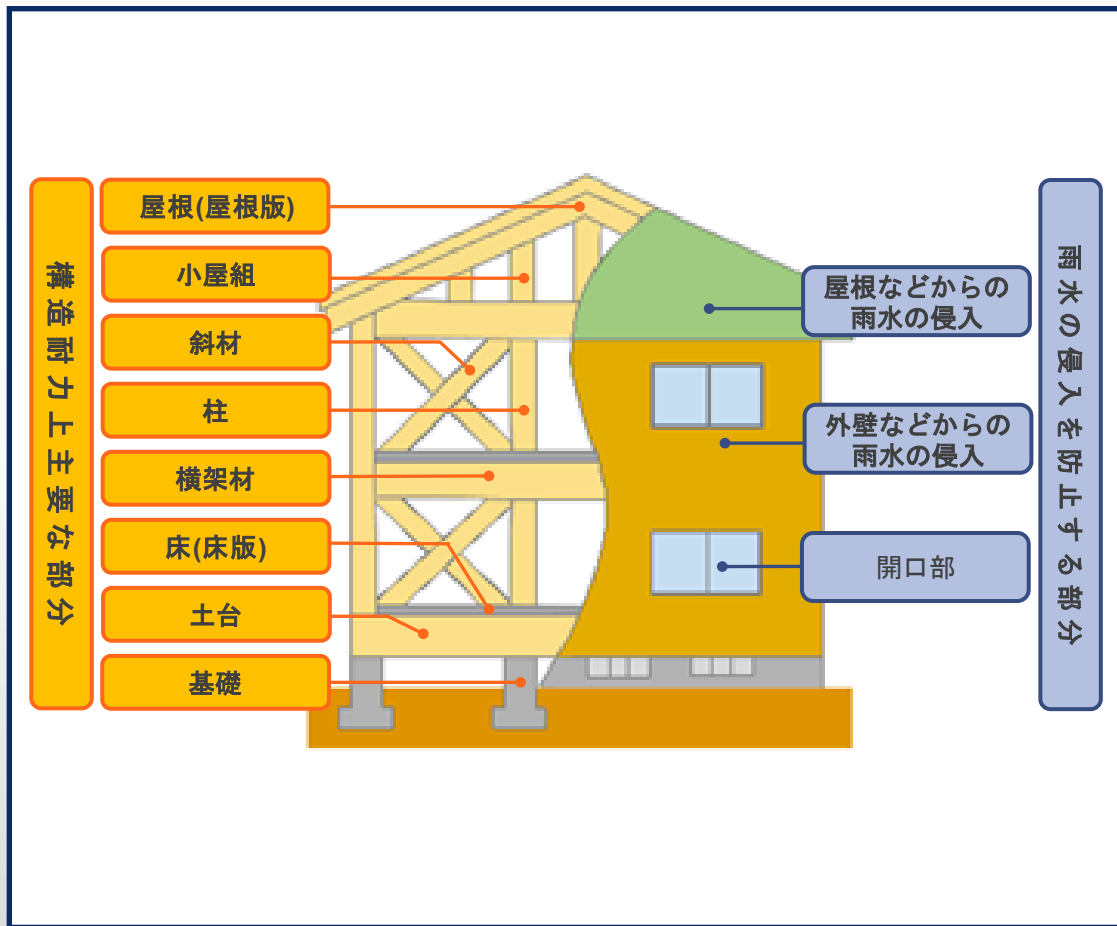 構造耐力上主要な部分
屋根(屋根版)
小屋組
斜材
柱
横架材
床(床版)
土台
基礎
屋根などからの
雨水の侵入
外壁などからの
雨水の侵入
開口部
雨水の侵入を防止する部分